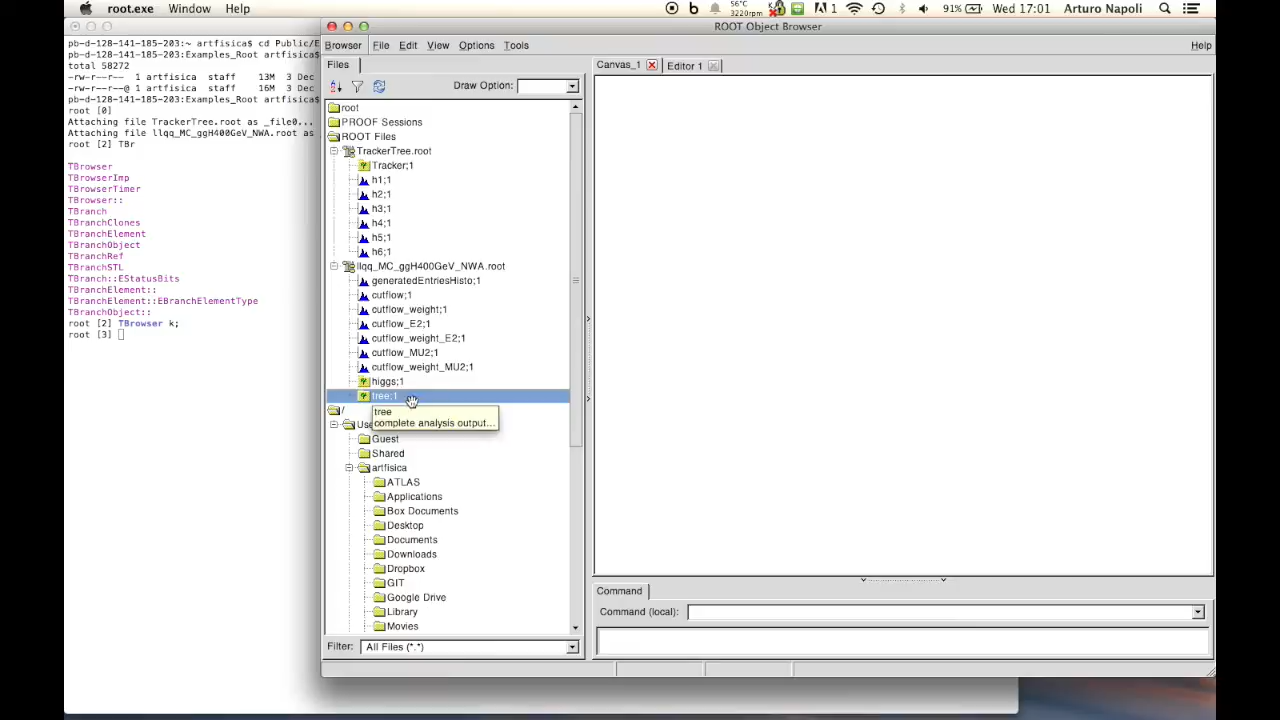 root.exe Window Help
56°C
3220rpm
1
91%
Wed 17:01 Arturo Napoli
pb-d-128-141-185-203:~ artfisica$ cd Public/E
pb-d-128-141-185-203:Examples_Root artfisica$
total 58272
-rw-r--r-- 1 artfisica staff 13M 3 Dec
-rw-r--r--@ 1 artfisica staff 16M 3 Dec
pb-d-128-141-185-203:Examples_Root artfisica$
root [0]
Attaching file TrackerTree.root as _file0...
Attaching file llqq_MC_ggH400GeV_NWA.root as
root [2] TBr
TBrowser
TBrowserImp
TBrowserTimer
TBrowser::
TBranch
TBranchClones
TBranchElement
TBranchObject
TBranchRef
TBranchSTL
TBranch::EStatusBits
TBranchElement::
TBranchElement::EBranchElementType
TBranchObject::
root [2] TBrowser k;
root [3]
ROOT Object Browser
Browser File Edit View Options Tools Help
Files
Draw Option:
root
PROOF Sessions
ROOT Files
TrackerTree.root
Tracker;1
h1;1
h2;1
h3;1
h4;1
h5;1
h6;1
llqq_MC_ggH400GeV_NWA.root
generatedEntriesHisto;1
cutflow;1
cutflow_weight;1
cutflow_E2;1
cutflow_weight_E2;1
cutflow_MU2;1
cutflow_weight_MU2;1
higgs;1
tree;1
tree
complete analysis output...
/
Use
Guest
Shared
artfisica
ATLAS
Applications
Box Documents
Desktop
Documents
Downloads
Dropbox
GIT
Google Drive
Library
Movies
Filter: All Files (*.*)
Canvas_1 Editor 1
Command
Command (local):